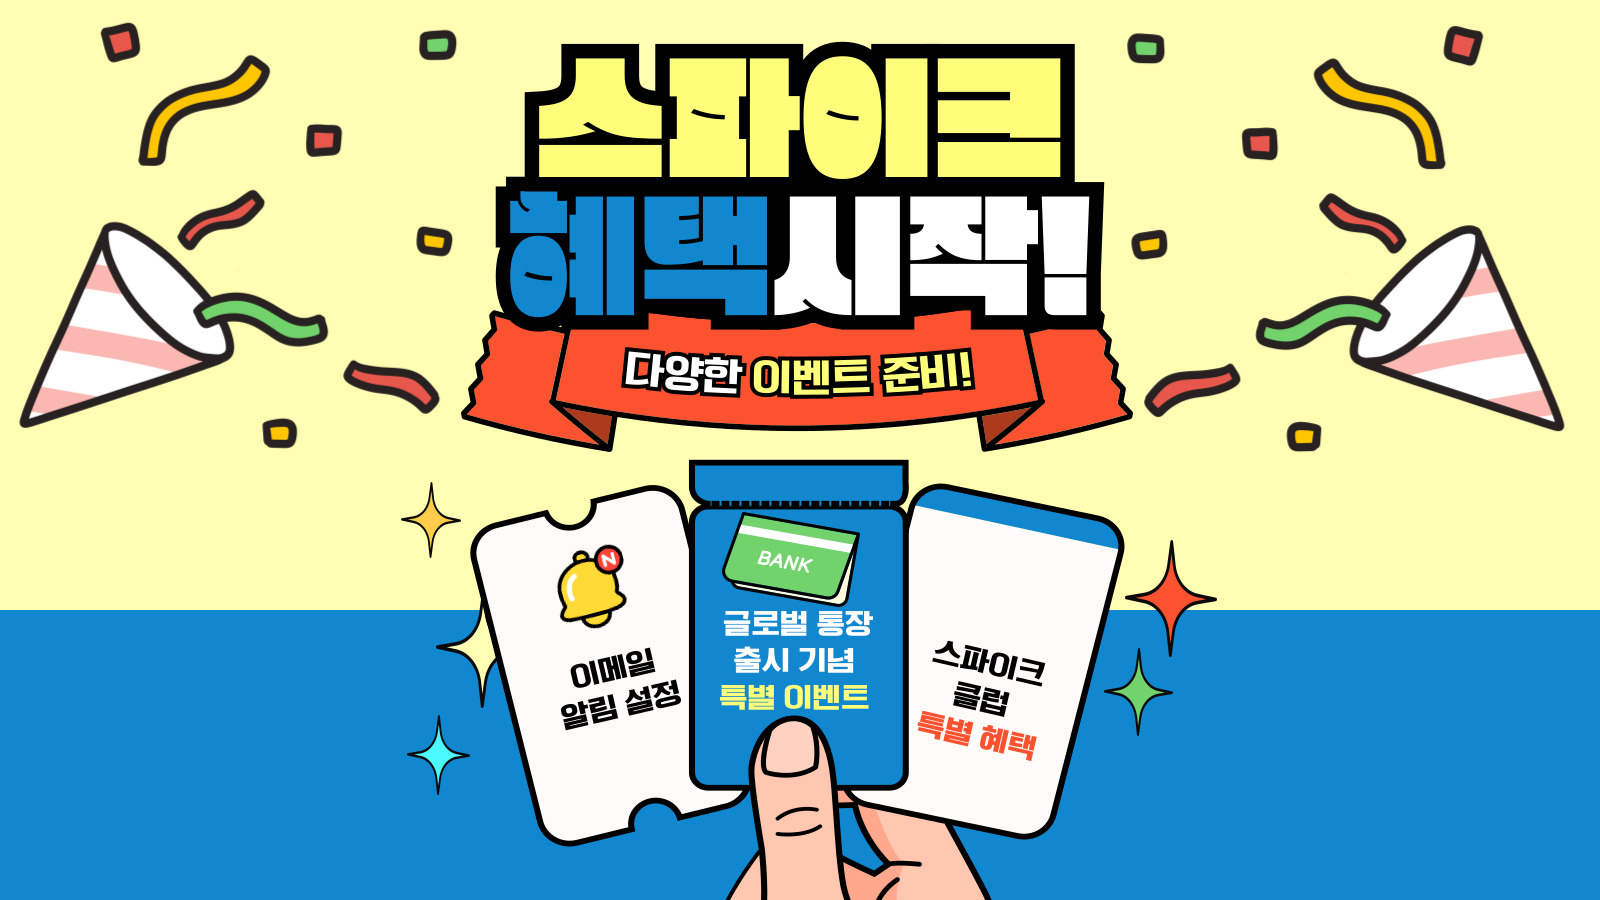 스파이크
혜택 시작!
다양한 이벤트 준비!
N
이메일
알림 설정
BANK
글로벌 통장
출시 기념
특별 이벤트
스파이크
클럽
특별 혜택